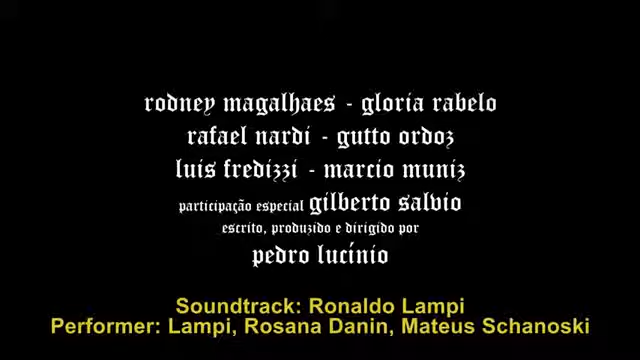 rodney magalhaes - gloria rabelo
rafael nardi - gutto ordoz
luis fredizzi - marcio muniz
participação especial gilberto salvio
escrito, produzido e dirigido por
pedro lucínio
Soundtrack: Ronaldo Lampi
Performer: Lampi, Rosana Danin, Mateus Schanoski